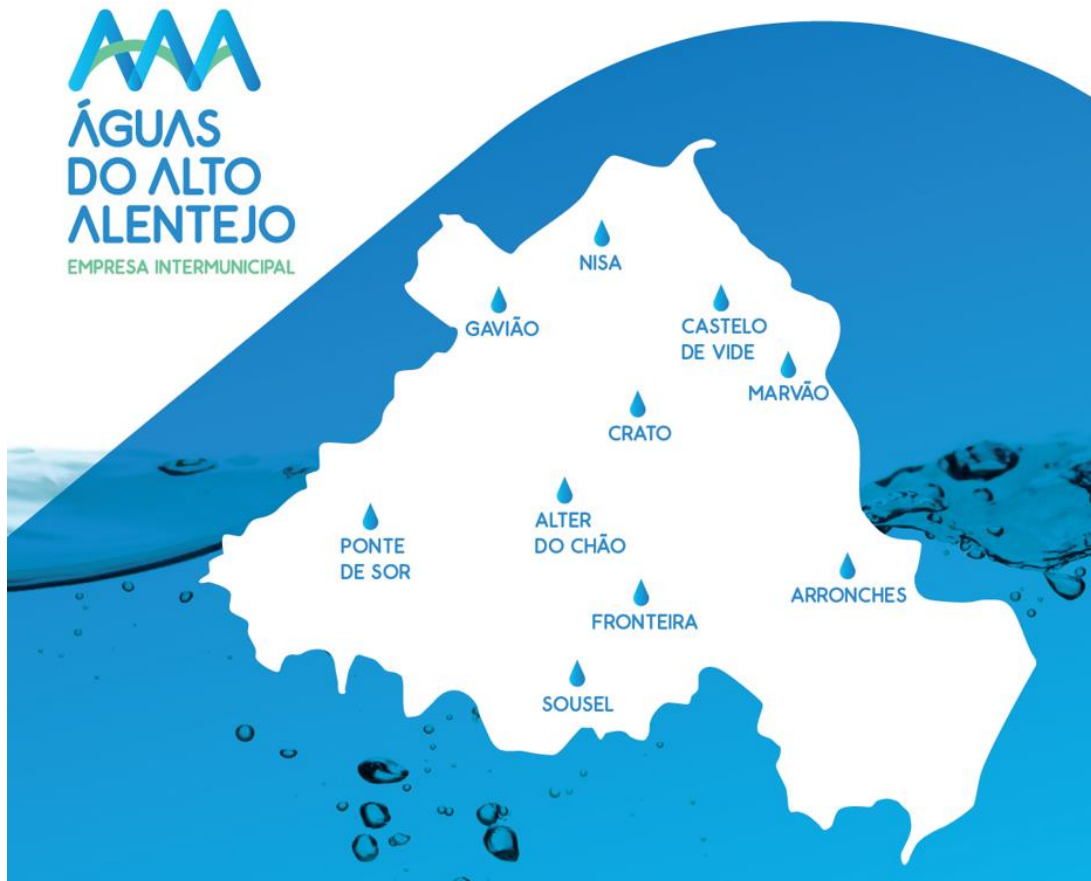 ÁGUAS
DO ALTO
ALENTEJO
EMPRESA INTERMUNICIPAL
NISA
GAVIÃO
CASTELO
DE VIDE
MARVÃO
CRATO
ALTER
DO CHÃO
PONTE
DE SOR
ARRONCHES
FRONTEIRA
SOUSEL